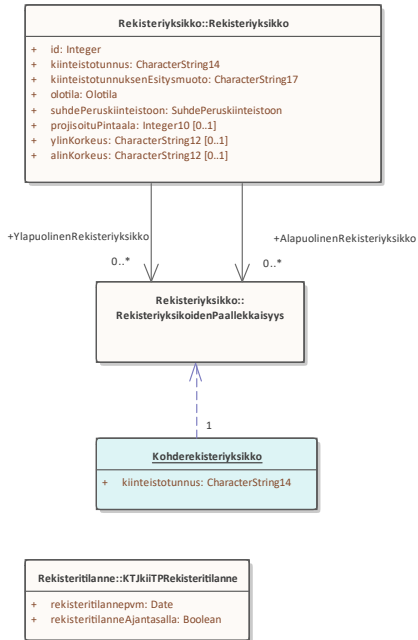 Rekisteriyksikko::Rekisteriyksikko
+ id: Integer
+ kiinteistotunnus: CharacterString14
+ kiinteistotunnuksenEsitysmuoto: CharacterString17
+ olotila: Olotila
+ suhdePeruskiinteistoon: SuhdePeruskiinteistoon
+ projisoituPintaala: Integer10 [0..1]
+ ylinKorkeus: CharacterString12 [0..1]
+ alinKorkeus: CharacterString12 [0..1]
+YlapuolinenRekisteriyksikko
+AlapuolinenRekisteriyksikko
0..*
0..*
Rekisteriyksikko::
RekisteriyksikoidenPaallekkaisyys
1
Kohderekisteriyksikko
+ kiinteistotunnus: CharacterString14
Rekisteritilanne::KTJkiiTPRekisteritilanne
+ rekisteritilannepvm: Date
+ rekisteritilanneAjantasalla: Boolean